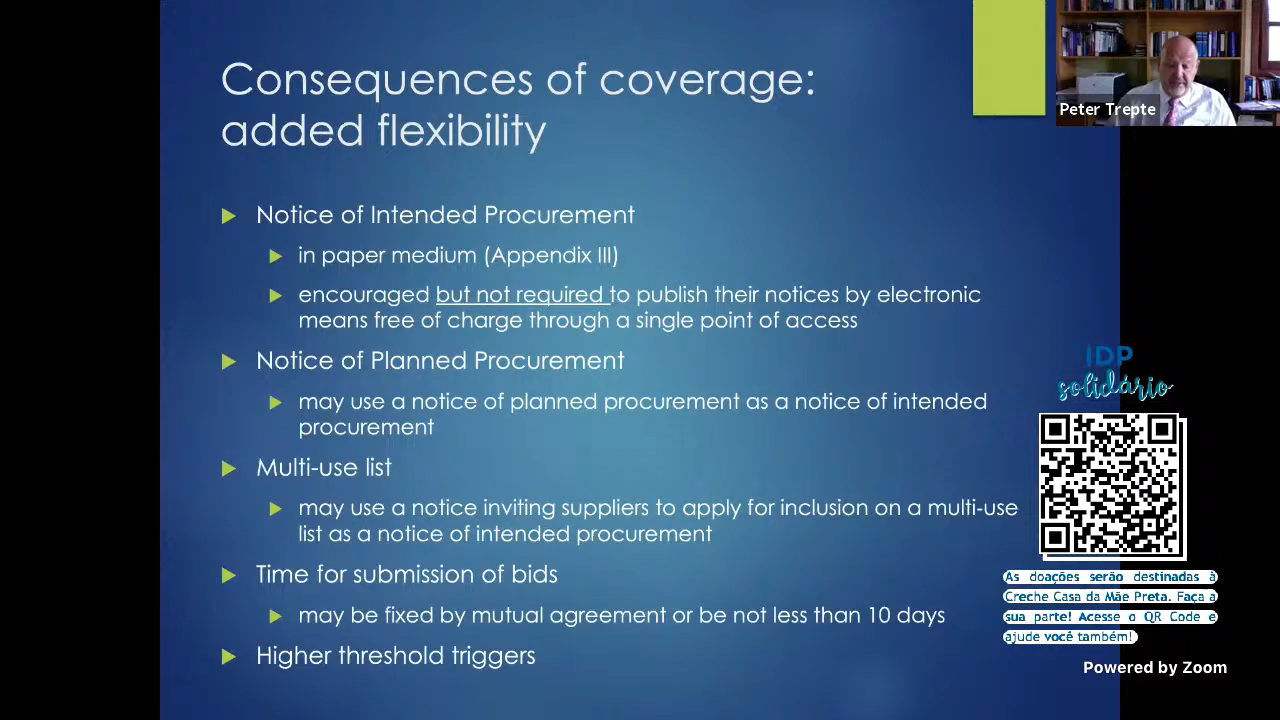 Consequences of coverage:
added flexibility
Peter Trepte
Notice of Intended Procurement
in paper medium (Appendix III)
encouraged but not required to publish their notices by electronic
means free of charge through a single point of access
Notice of Planned Procurement
may use a notice of planned procurement as a notice of intended
procurement
Multi-use list
may use a notice inviting suppliers to apply for inclusion on a multi-use
list as a notice of intended procurement
Time for submission of bids
may be fixed by mutual agreement or be not less than 10 days
Higher threshold triggers
IDP
solidário
As doações serão destinadas à
Creche Casa da Mãe Preta. Faça a
sua parte! Acesse o QR Code e
ajude você também!
Powered by Zoom